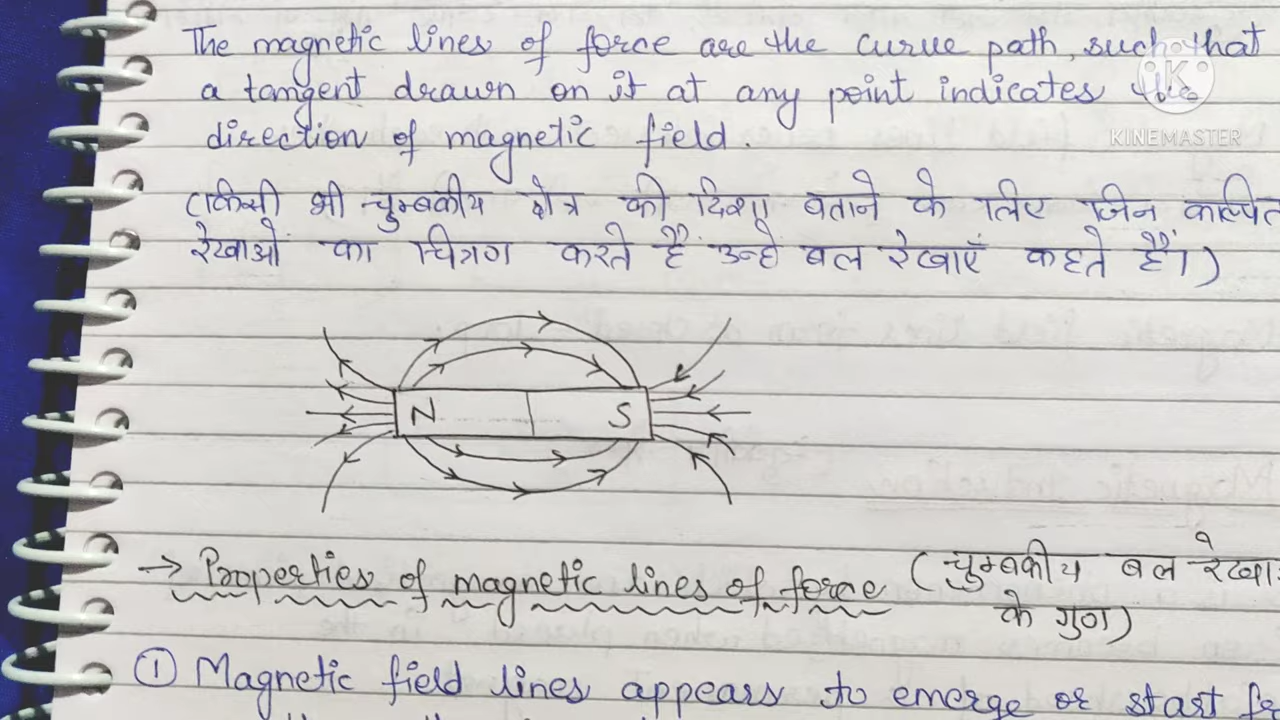 The magnetic lines of force are the curve path, such that
a tangent drawn on it at any point indicates the
direction of magnetic field.
KINEMASTER
(किसी भी चुम्बकीय क्षेत्र की दिशा बताने के लिए जिन कल्पित
रेखाओं का चित्रण करते हैं उन्हे बल रेखाएँ कहते हैं।)
N S
→ Properties of magnetic lines of force (चुम्बकीय बल रेखा
के गुण)
① Magnetic field lines appears to emerge or start